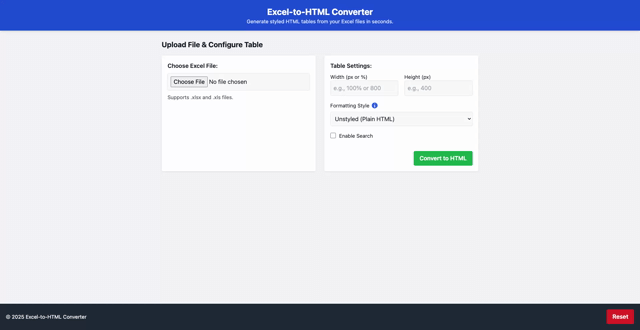 Excel-to-HTML Converter
Generate styled HTML tables from your Excel files in seconds.
Upload File & Configure Table
Choose Excel File:
Choose File No file chosen
Supports .xlsx and .xls files.
Table Settings:
Width (px or %) Height (px)
e.g., 100% or 800 e.g., 400
Formatting Style i
Unstyled (Plain HTML)
Enable Search
Convert to HTML
© 2025 Excel-to-HTML Converter
Reset